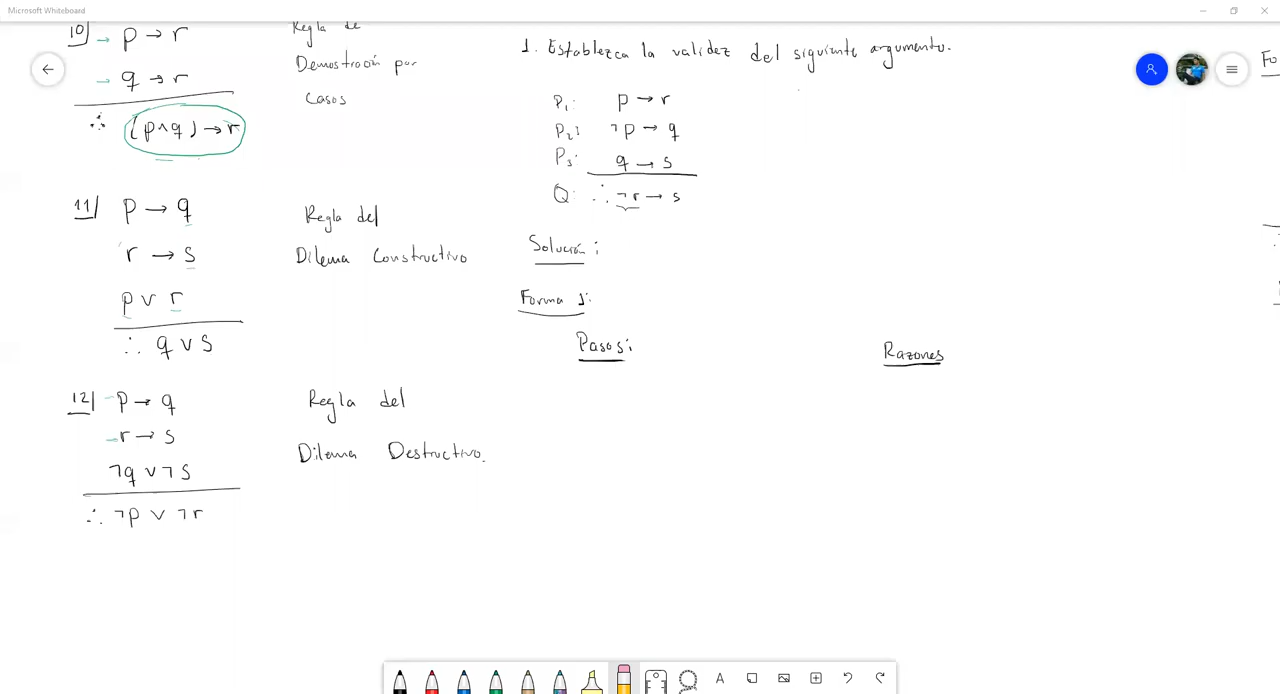 Microsoft Whiteboard
10) p → r
q → r
∴ (p ∧ q) → r
Regla de
Demostración por
Casos
11) p → q
r → s
p ∨ r
∴ q ∨ s
Regla del
Dilema Constructivo
12) p → q
r → s
¬q ∨ ¬s
∴ ¬p ∨ ¬r
Regla del
Dilema Destructivo.
1. Establezca la validez del siguiente argumento.
P₁: p → r
P₂: ¬p → q
P₃: q → s
Q: ∴ ¬r → s
Solución:
Forma 1:
Pasos:
Razones
Fo
A